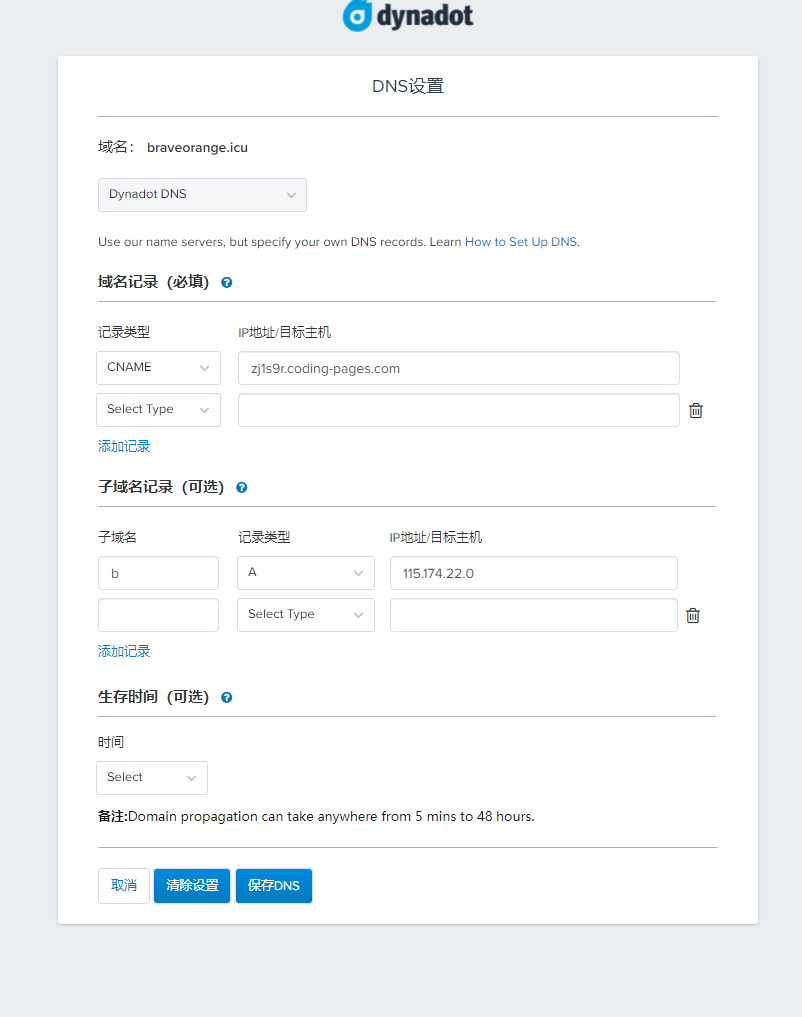 dynadot
DNS设置
域名： braveorange.icu
Dynadot DNS
Use our name servers, but specify your own DNS records. Learn How to Set Up DNS.
域名记录（必填） ?
记录类型 IP地址/目标主机
CNAME zj1s9r.coding-pages.com
Select Type
添加记录
子域名记录（可选） ?
子域名 记录类型 IP地址/目标主机
b A 115.174.22.0
Select Type
添加记录
生存时间（可选） ?
时间
Select
备注:Domain propagation can take anywhere from 5 mins to 48 hours.
取消 清除设置 保存DNS